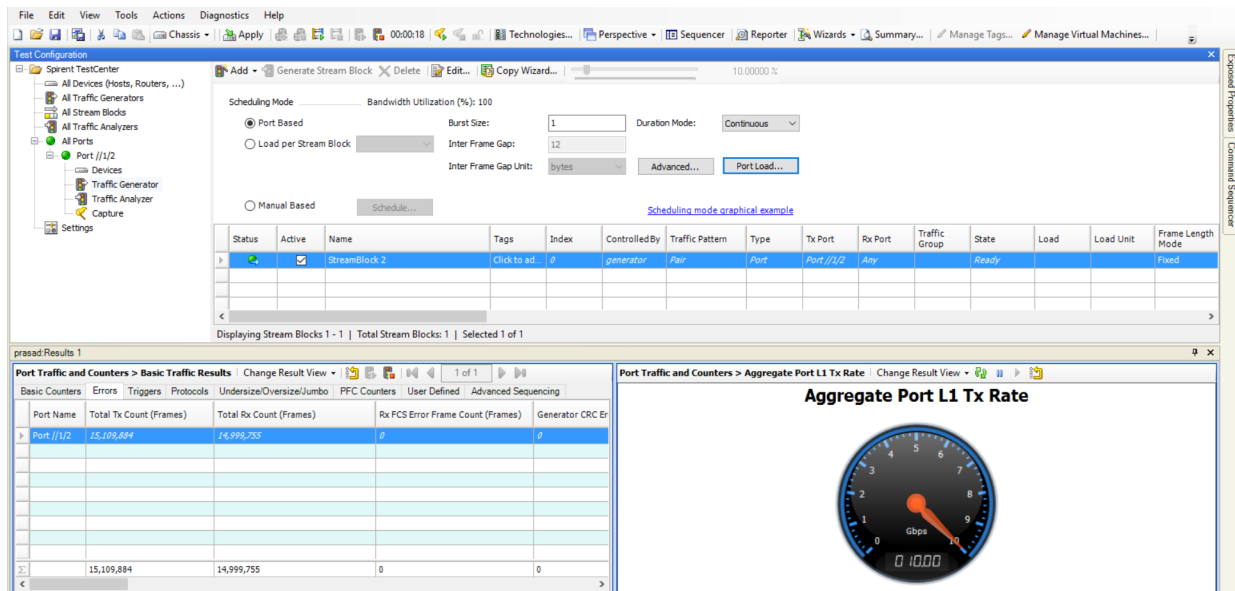 File Edit View Tools Actions Diagnostics Help
Chassis Apply 00:00:18 Technologies... Perspective Sequencer Reporter Wizards Summary... Manage Tags... Manage Virtual Machines...
Test Configuration
Spirent TestCenter
All Devices (Hosts, Routers, ...)
All Traffic Generators
All Stream Blocks
All Traffic Analyzers
All Ports
Port //1/2
Devices
Traffic Generator
Traffic Analyzer
Capture
Settings
Add Generate Stream Block Delete Edit... Copy Wizard... 10.00000 %
Scheduling Mode Bandwidth Utilization (%): 100
Port Based Burst Size: 1 Duration Mode: Continuous
Load per Stream Block Inter Frame Gap: 12
Inter Frame Gap Unit: bytes Advanced... Port Load...
Manual Based Schedule... Scheduling mode graphical example
Status Active Name Tags Index Controlled By Traffic Pattern Type Tx Port Rx Port Traffic Group State Load Load Unit Frame Length Mode
StreamBlock 2 Click to ad... 0 generator Pair Port Port //1/2 Any Ready Fixed
Displaying Stream Blocks 1 - 1 | Total Stream Blocks: 1 | Selected 1 of 1
Exposed Properties
Command Sequencer
prasad:Results 1
Port Traffic and Counters > Basic Traffic Results Change Result View 1 of 1
Basic Counters Errors Triggers Protocols Undersize/Oversize/Jumbo PFC Counters User Defined Advanced Sequencing
Port Name Total Tx Count (Frames) Total Rx Count (Frames) Rx FCS Error Frame Count (Frames) Generator CRC Er
Port //1/2 15,109,884 14,999,755 0 0
Σ 15,109,884 14,999,755 0 0
Port Traffic and Counters > Aggregate Port L1 Tx Rate Change Result View
Aggregate Port L1 Tx Rate
0 1 2 3 4 5 6 7 8 9 10
Gbps
010.00